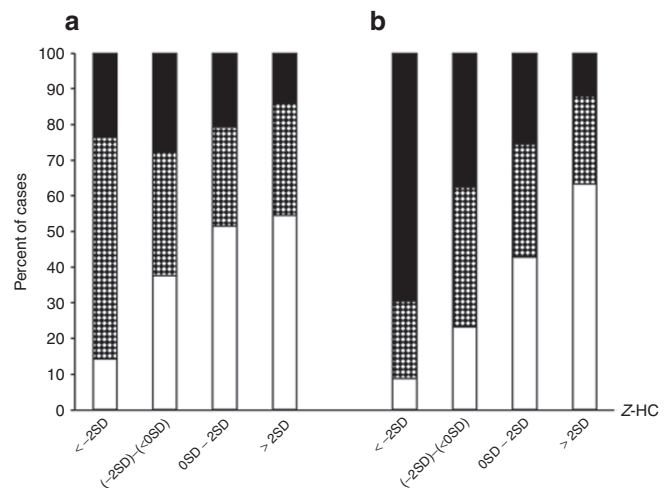 a
b
100
90
80
70
60
50
40
30
20
10
0
Percent of cases
< –2SD
(–2SD)–(<0SD)
0SD – 2SD
> 2SD
< –2SD
(–2SD)–(<0SD)
0SD – 2SD
> 2SD
Z-HC